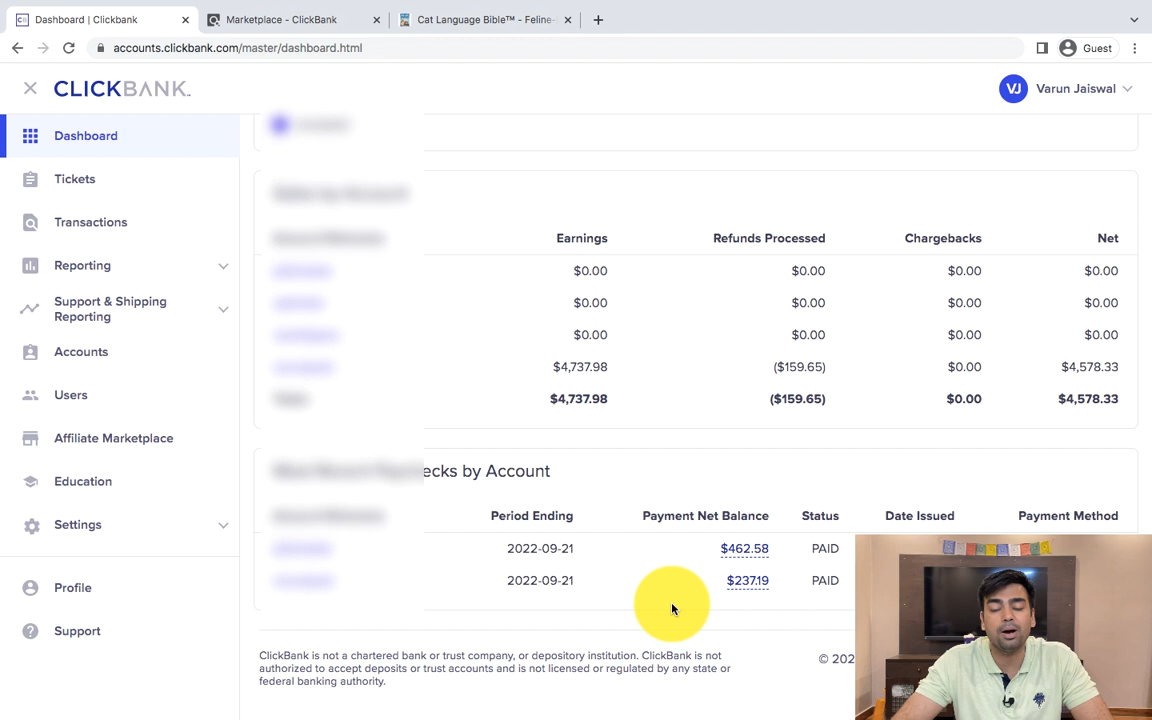 Dashboard | Clickbank
Marketplace - ClickBank
Cat Language Bible™ - Feline-
accounts.clickbank.com/master/dashboard.html
Guest
CLICKBANK
VJ
Varun Jaiswal
Dashboard
Tickets
Transactions
Reporting
Support & Shipping
Reporting
Accounts
Users
Affiliate Marketplace
Education
Settings
Profile
Support
Sales by Account
Earnings Refunds Processed Chargebacks Net
$0.00 $0.00 $0.00 $0.00
$0.00 $0.00 $0.00 $0.00
$0.00 $0.00 $0.00 $0.00
$4,737.98 ($159.65) $0.00 $4,578.33
$4,737.98 ($159.65) $0.00 $4,578.33
ecks by Account
Period Ending Payment Net Balance Status Date Issued Payment Method
2022-09-21 $462.58 PAID
2022-09-21 $237.19 PAID
ClickBank is not a chartered bank or trust company, or depository institution. ClickBank is not
authorized to accept deposits or trust accounts and is not licensed or regulated by any state or
federal banking authority.
© 202